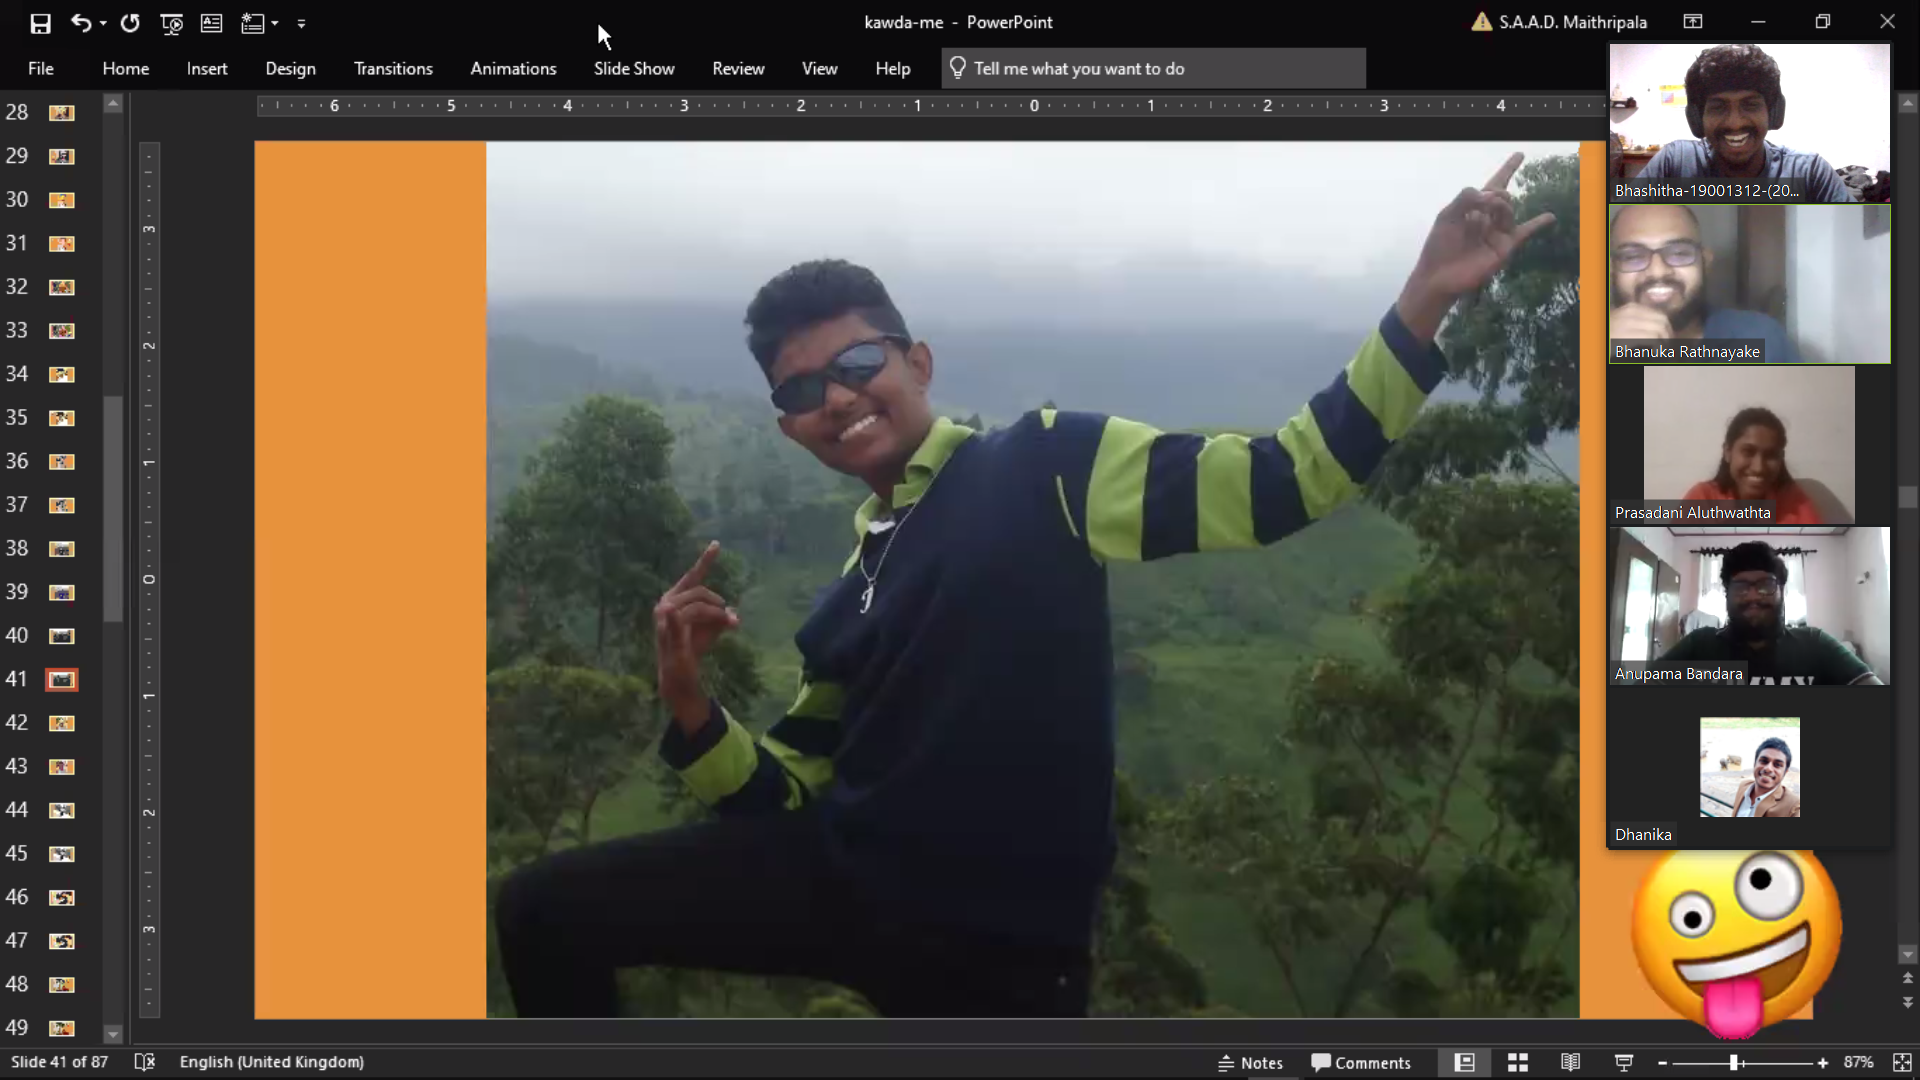 kawda-me - PowerPoint
S.A.A.D. Maithripala
File Home Insert Design Transitions Animations Slide Show Review View Help Tell me what you want to do
6 5 4 3 2 1 0 1 2 3 4
3
2
1
0
1
2
3
28
29
30
31
32
33
34
35
36
37
38
39
40
41
42
43
44
45
46
47
48
49
Bhashitha-19001312-(20...
Bhanuka Rathnayake
Prasadani Aluthwathta
Anupama Bandara
Dhanika
Slide 41 of 87 English (United Kingdom) Notes Comments 87%